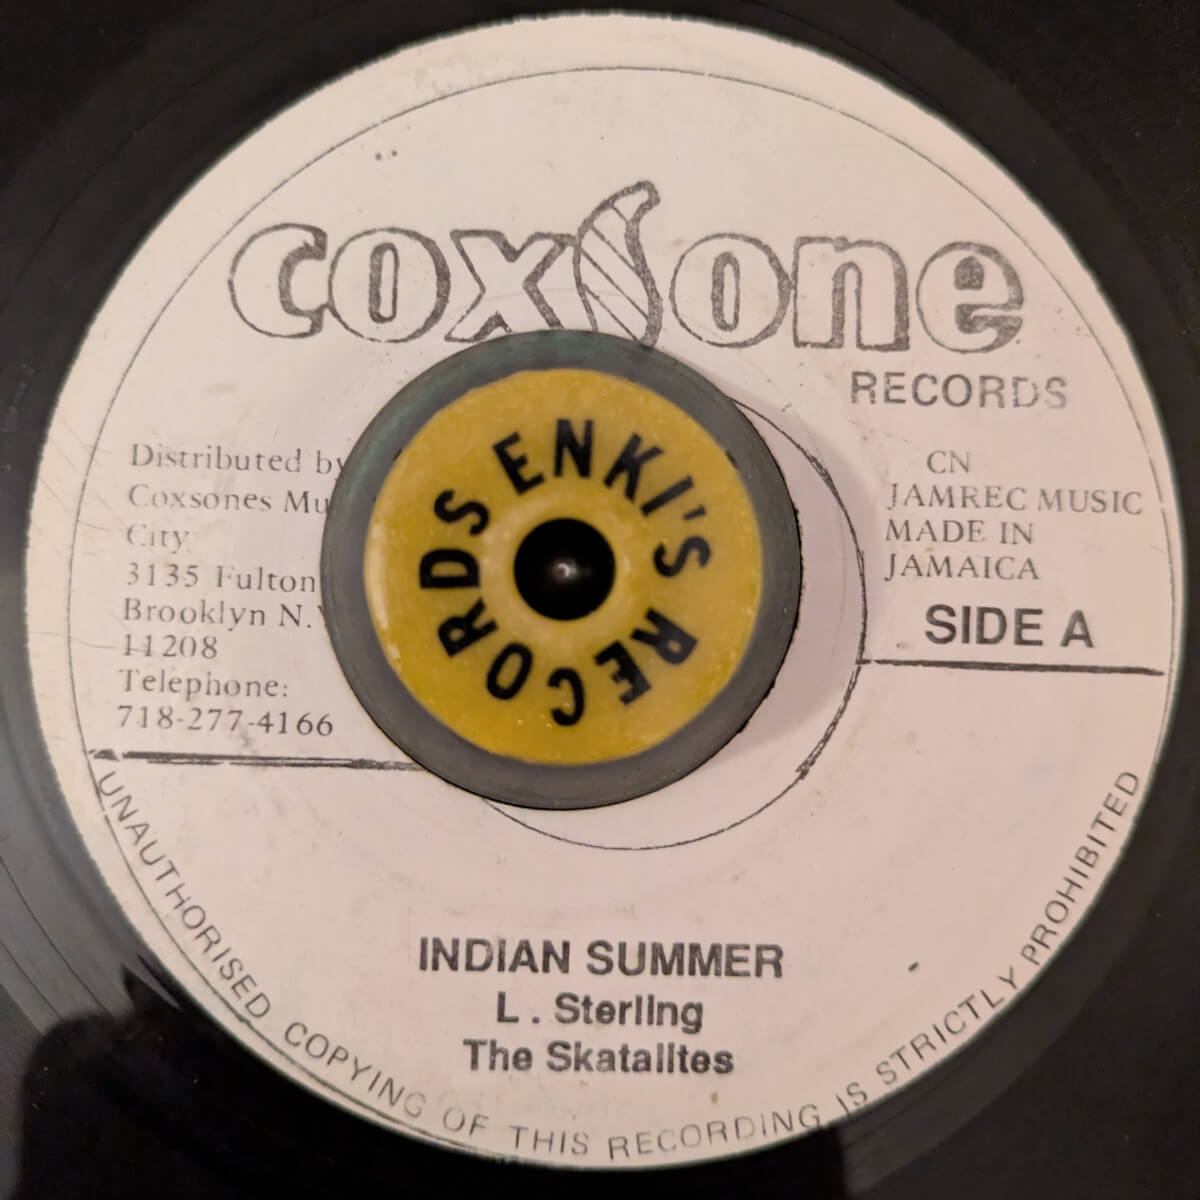 coxsone
RECORDS
Distributed by
Coxsones Mu
City
3135 Fulton
Brooklyn N.Y
11208
Telephone:
718-277-4166
CN
JAMREC MUSIC
MADE IN
JAMAICA
SIDE A
ENKI'S RECORDS
INDIAN SUMMER
L. Sterling
The Skatalites
UNAUTHORISED COPYING OF THIS RECORDING IS STRICTLY PROHIBITED